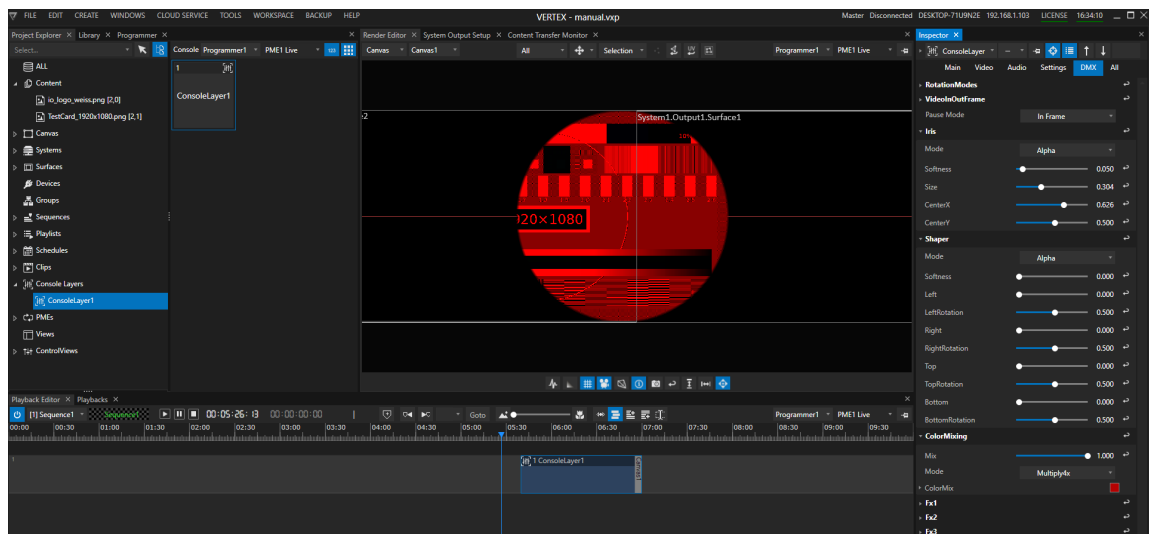 FILE EDIT CREATE WINDOWS CLOUD SERVICE TOOLS WORKSPACE BACKUP HELP VERTEX - manual.vxp Master Disconnected DESKTOP-71U9N2E 192.168.1.103 LICENSE 16:34:10
Project Explorer Library Programmer
Select...
ALL
Content
io_logo_weiss.png [2,0]
TestCard_1920x1080.png [2,1]
Canvas
Systems
Surfaces
Devices
Groups
Sequences
Playlists
Schedules
Clips
Console Layers
ConsoleLayer1
PMEs
Views
ControlViews
Console Programmer1 PME1 Live 123
1
ConsoleLayer1
Render Editor System Output Setup Content Transfer Monitor
Canvas Canvas1 All Selection UV Programmer1 PME1 Live
2 System1.Output1.Surface1
20×1080
Inspector
ConsoleLayer
Main Video Audio Settings DMX All
RotationModes
VideoInOutFrame
Pause Mode In Frame
Iris
Mode Alpha
Softness 0.050
Size 0.304
CenterX 0.626
CenterY 0.500
Shaper
Mode Alpha
Softness 0.000
Left 0.000
LeftRotation 0.500
Right 0.000
RightRotation 0.500
Top 0.000
TopRotation 0.500
Bottom 0.000
BottomRotation 0.500
ColorMixing
Mix 1.000
Mode Multiply4x
ColorMix
Fx1
Fx2
Fx3
Playback Editor Playbacks
[1] Sequence1 Sequence1 00:05:26:13 00:00:00:00 Goto Programmer1 PME1 Live
00:00 00:30 01:00 01:30 02:00 02:30 03:00 03:30 04:00 04:30 05:00 05:30 06:00 06:30 07:00 07:30 08:00 08:30 09:00 09:30
1
1 ConsoleLayer1